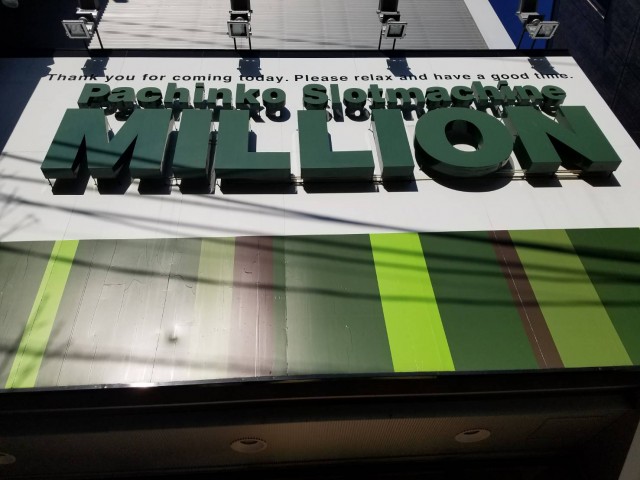 Thank you for coming today. Please relax and have a good time.
Pachinko Slotmachine
MILLION